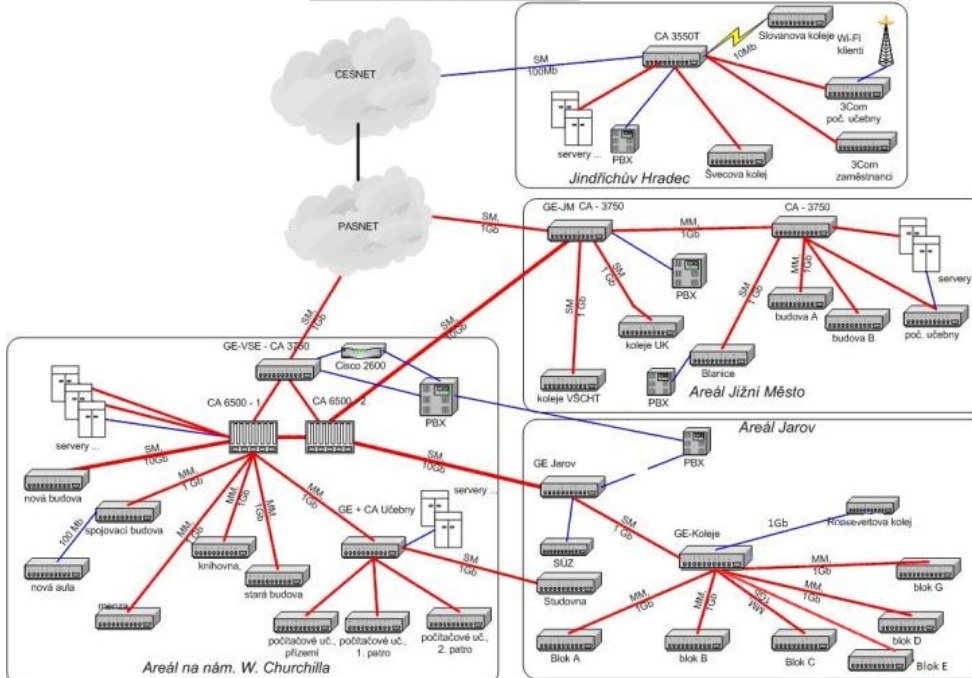 CESNET
PASNET
SM
100Mb
CA 3550T
10Mb
Slovanova koleje
Wi-Fi
klienti
3Com
poč. učebny
3Com
zaměstnanci
servery ...
PBX
Švecova kolej
Jindřichův Hradec
SM,
1Gb
GE-JM
CA - 3750
MM,
1Gb
CA - 3750
servery
SM
1 Gb
SM
1 Gb
PBX
koleje UK
koleje VŠCHT
SM
1 Gb
MM,
1Gb
budova A
budova B
poč. učebny
Blanice
PBX
Areál Jižní Město
SM,
1Gb
SM,
10Gb
GE-VSE - CA 3750
Cisco 2600
PBX
CA 6500 - 1
CA 6500 - 2
servery ...
SM,
10Gb
nová budova
MM,
1 Gb
spojovací budova
100 Mb
nová aula
MM,
1 Gb
menza
MM,
1Gb
knihovna,
MM
1Gb
stará budova
MM,
1Gb
GE + CA Učebny
servery ...
počítačové uč.,
přízemí
počítačové uč.,
1. patro
počítačové uč.,
2. patro
Areál na nám. W. Churchilla
SM
10Gb
SM
1Gb
Areál Jarov
PBX
GE Jarov
SÚZ
Studovna
SM
1 Gb
GE-Koleje
1Gb
Rooseveltova kolej
MM,
1Gb
blok G
MM,
1Gb
blok D
1Gb
Blok E
MM
Blok C
MM,
1Gb
blok B
MM,
1Gb
Blok A